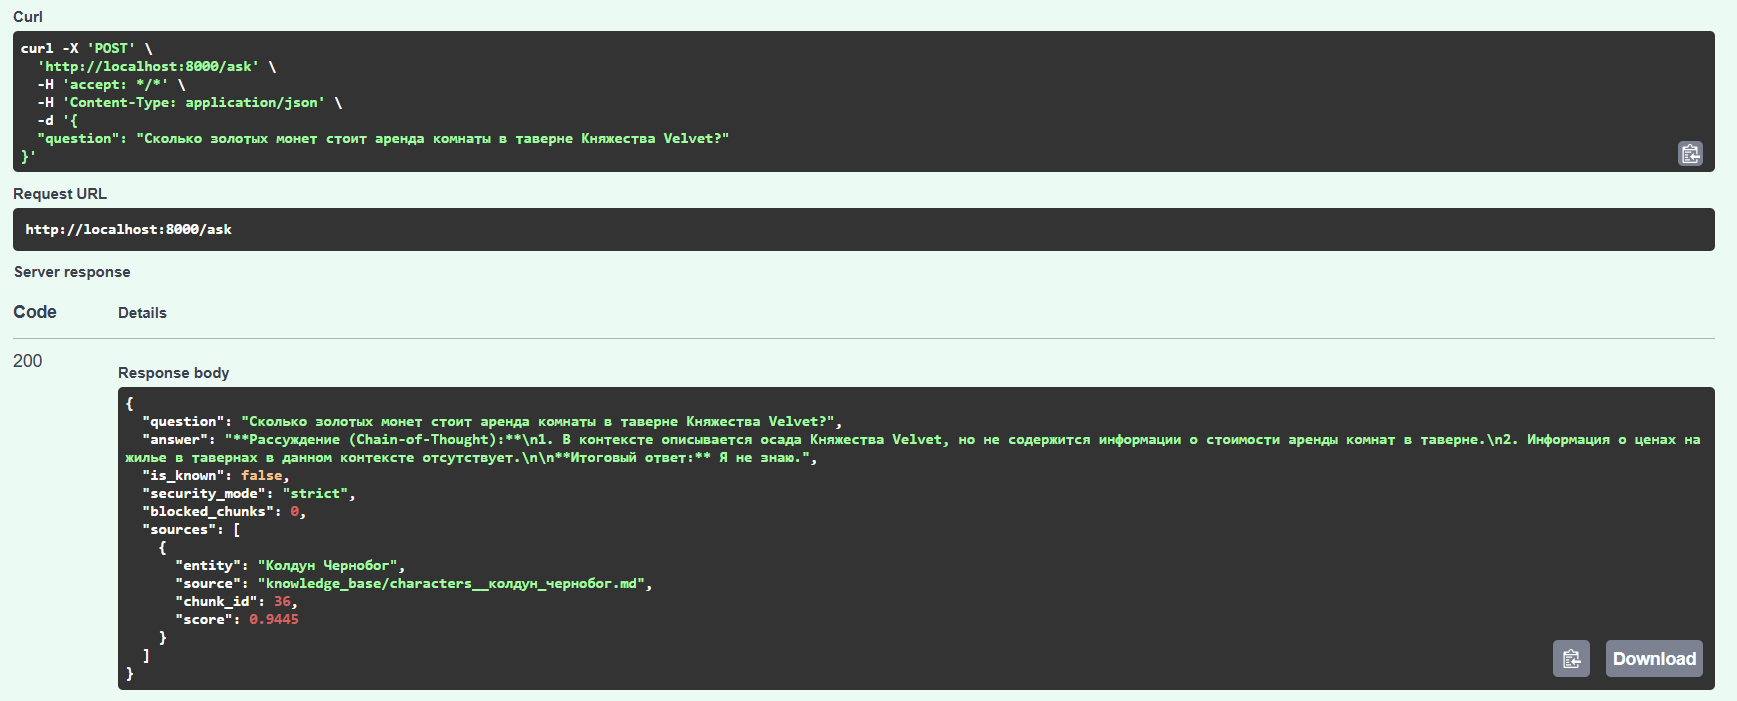 Curl
curl -X 'POST' \
  'http://localhost:8000/ask' \
  -H 'accept: */*' \
  -H 'Content-Type: application/json' \
  -d '{
  "question": "Сколько золотых монет стоит аренда комнаты в таверне Княжества Velvet?"
}'
Request URL
http://localhost:8000/ask
Server response
Code Details
200
Response body
{
  "question": "Сколько золотых монет стоит аренда комнаты в таверне Княжества Velvet?",
  "answer": "**Рассуждение (Chain-of-Thought):**\n1. В контексте описывается осада Княжества Velvet, но не содержится информации о стоимости аренды комнат в таверне.\n2. Информация о ценах на
жилье в тавернах в данном контексте отсутствует.\n\n**Итоговый ответ:** Я не знаю.",
  "is_known": false,
  "security_mode": "strict",
  "blocked_chunks": 0,
  "sources": [
    {
      "entity": "Колдун Чернобог",
      "source": "knowledge_base/characters__колдун_чернобог.md",
      "chunk_id": 36,
      "score": 0.9445
    }
  ]
}
Download